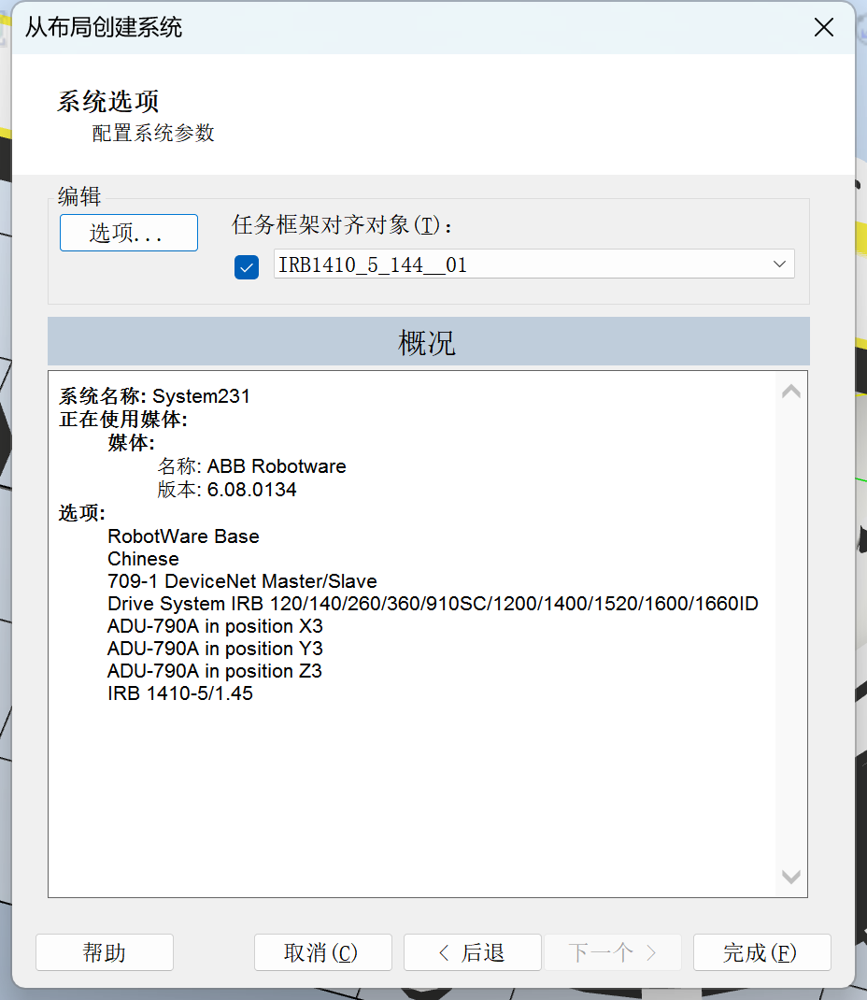 从布局创建系统
系统选项
配置系统参数
编辑
选项...
任务框架对齐对象(T):
IRB1410_5_144__01
概况
系统名称: System231
正在使用媒体:
媒体:
名称: ABB Robotware
版本: 6.08.0134
选项:
RobotWare Base
Chinese
709-1 DeviceNet Master/Slave
Drive System IRB 120/140/260/360/910SC/1200/1400/1520/1600/1660ID
ADU-790A in position X3
ADU-790A in position Y3
ADU-790A in position Z3
IRB 1410-5/1.45
帮助
取消(C)
< 后退
下一个 >
完成(F)